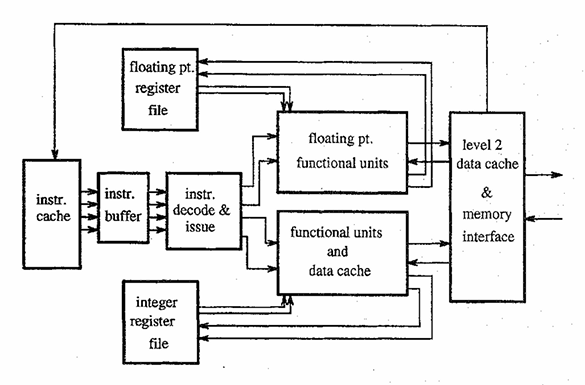 floating pt.
register
file
floating pt.
functional units
level 2
data cache
&
memory
interface
instr.
cache
instr.
buffer
instr.
decode &
issue
functional units
and
data cache
integer
register
file